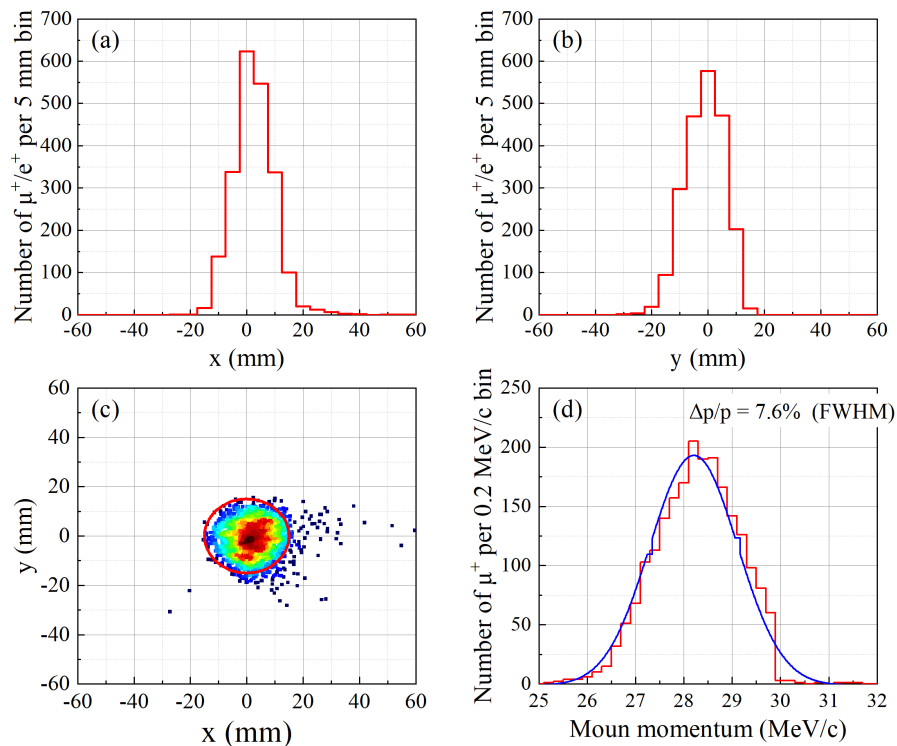 (a)
Number of μ⁺/e⁺ per 5 mm bin
700
600
500
400
300
200
100
0
-60 -40 -20 0 20 40 60
x (mm)
(b)
Number of μ⁺/e⁺ per 5 mm bin
700
600
500
400
300
200
100
0
-60 -40 -20 0 20 40 60
y (mm)
(c)
y (mm)
60
40
20
0
-20
-40
-60
-60 -40 -20 0 20 40 60
x (mm)
(d)
Δp/p = 7.6% (FWHM)
Number of μ⁺ per 0.2 MeV/c bin
250
200
150
100
50
0
25 26 27 28 29 30 31 32
Moun momentum (MeV/c)